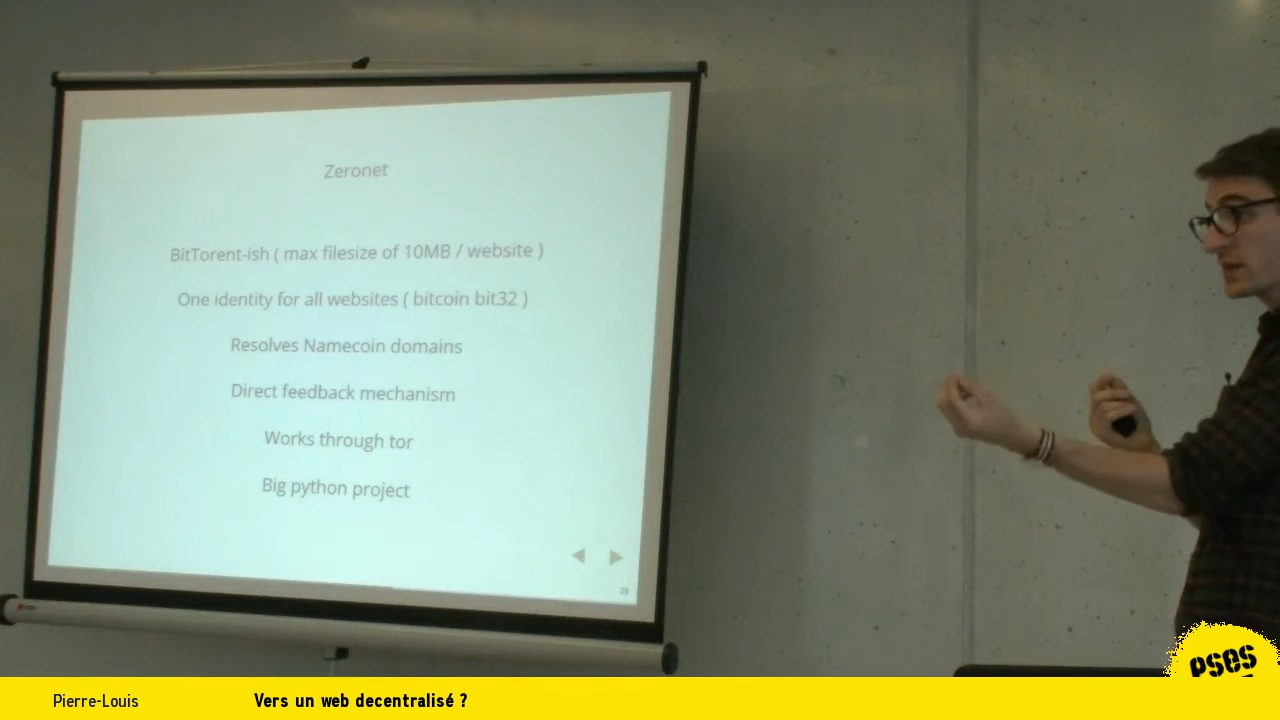 Zeronet
BitTorent-ish ( max filesize of 10MB / website )
One identity for all websites ( bitcoin bit32 )
Resolves Namecoin domains
Direct feedback mechanism
Works through tor
Big python project
Pierre-Louis
Vers un web decentralisé ?
pses